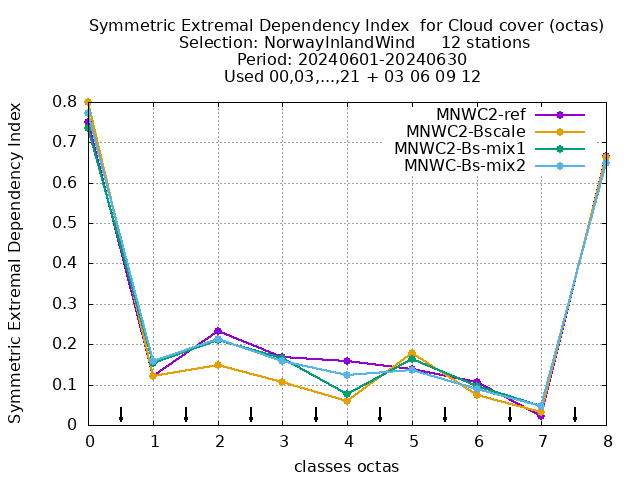 Symmetric Extremal Dependency Index  for Cloud cover (octas)
Selection: NorwayInlandWind     12 stations
Period: 20240601-20240630
Used 00,03,...,21 + 03 06 09 12
Symmetric Extremal Dependency Index
0.8
0.7
0.6
0.5
0.4
0.3
0.2
0.1
0
MNWC2-ref
MNWC2-Bscale
MNWC2-Bs-mix1
MNWC-Bs-mix2
0 1 2 3 4 5 6 7 8
classes octas